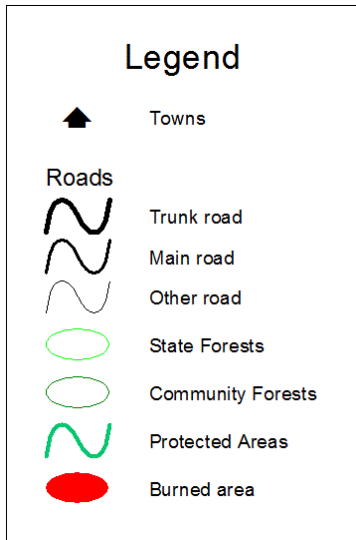 Legend
Towns
Roads
Trunk road
Main road
Other road
State Forests
Community Forests
Protected Areas
Burned area